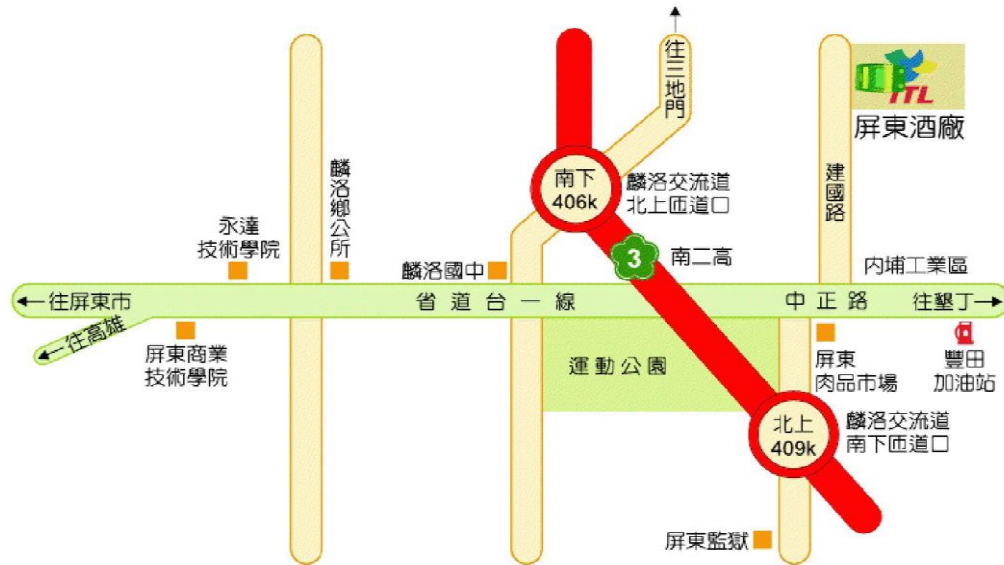 往三地門
TTL
屏東酒廠
南下
406k
麟洛交流道
北上匝道口
建國路
麟洛鄉公所
永達
技術學院
麟洛國中
3
南二高
內埔工業區
往屏東市
省道台一線
中正路
往墾丁
往高雄
屏東商業
技術學院
運動公園
屏東
肉品市場
豐田
加油站
北上
409k
麟洛交流道
南下匝道口
屏東監獄